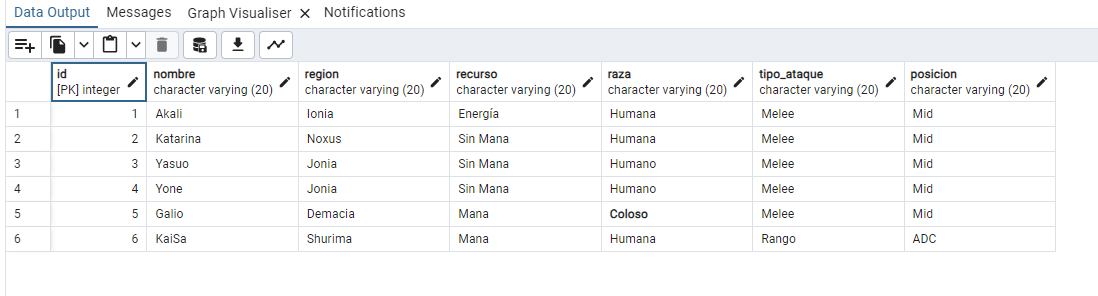 Data Output Messages Graph Visualiser Notifications
id nombre region recurso raza tipo_ataque posicion
[PK] integer character varying (20) character varying (20) character varying (20) character varying (20) character varying (20) character varying (20)
1 1 Akali Ionia Energía Humana Melee Mid
2 2 Katarina Noxus Sin Mana Humana Melee Mid
3 3 Yasuo Jonia Sin Mana Humano Melee Mid
4 4 Yone Jonia Sin Mana Humano Melee Mid
5 5 Galio Demacia Mana Coloso Melee Mid
6 6 KaiSa Shurima Mana Humana Rango ADC